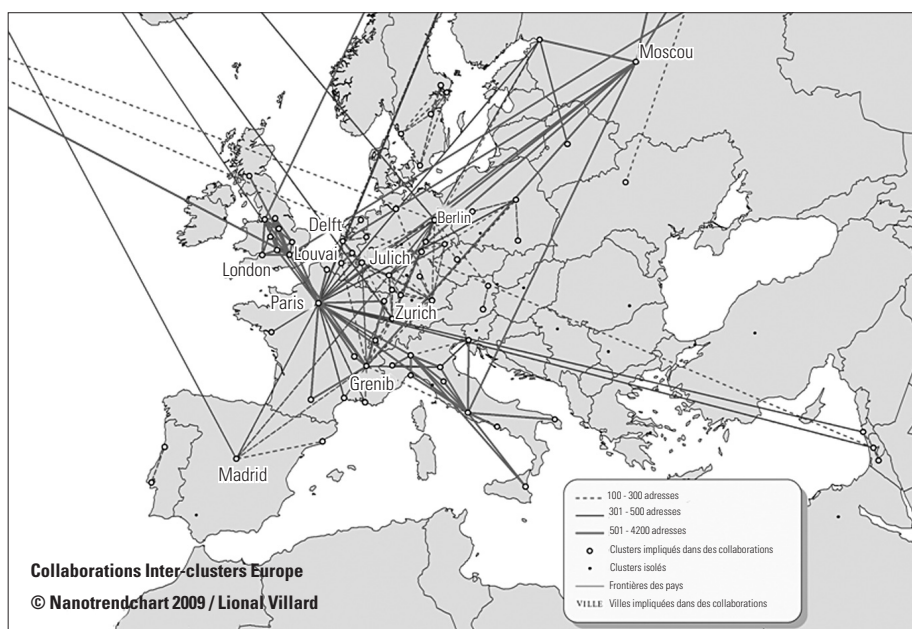 Moscou
Berlin
Delft
Louvai
Julich
London
Paris
Zurich
Grenib
Madrid
100 - 300 adresses
301 - 500 adresses
501 - 4200 adresses
Clusters impliqués dans des collaborations
Clusters isolés
Frontières des pays
VILLE Villes impliquées dans des collaborations
Collaborations Inter-clusters Europe
© Nanotrendchart 2009 / Lional Villard